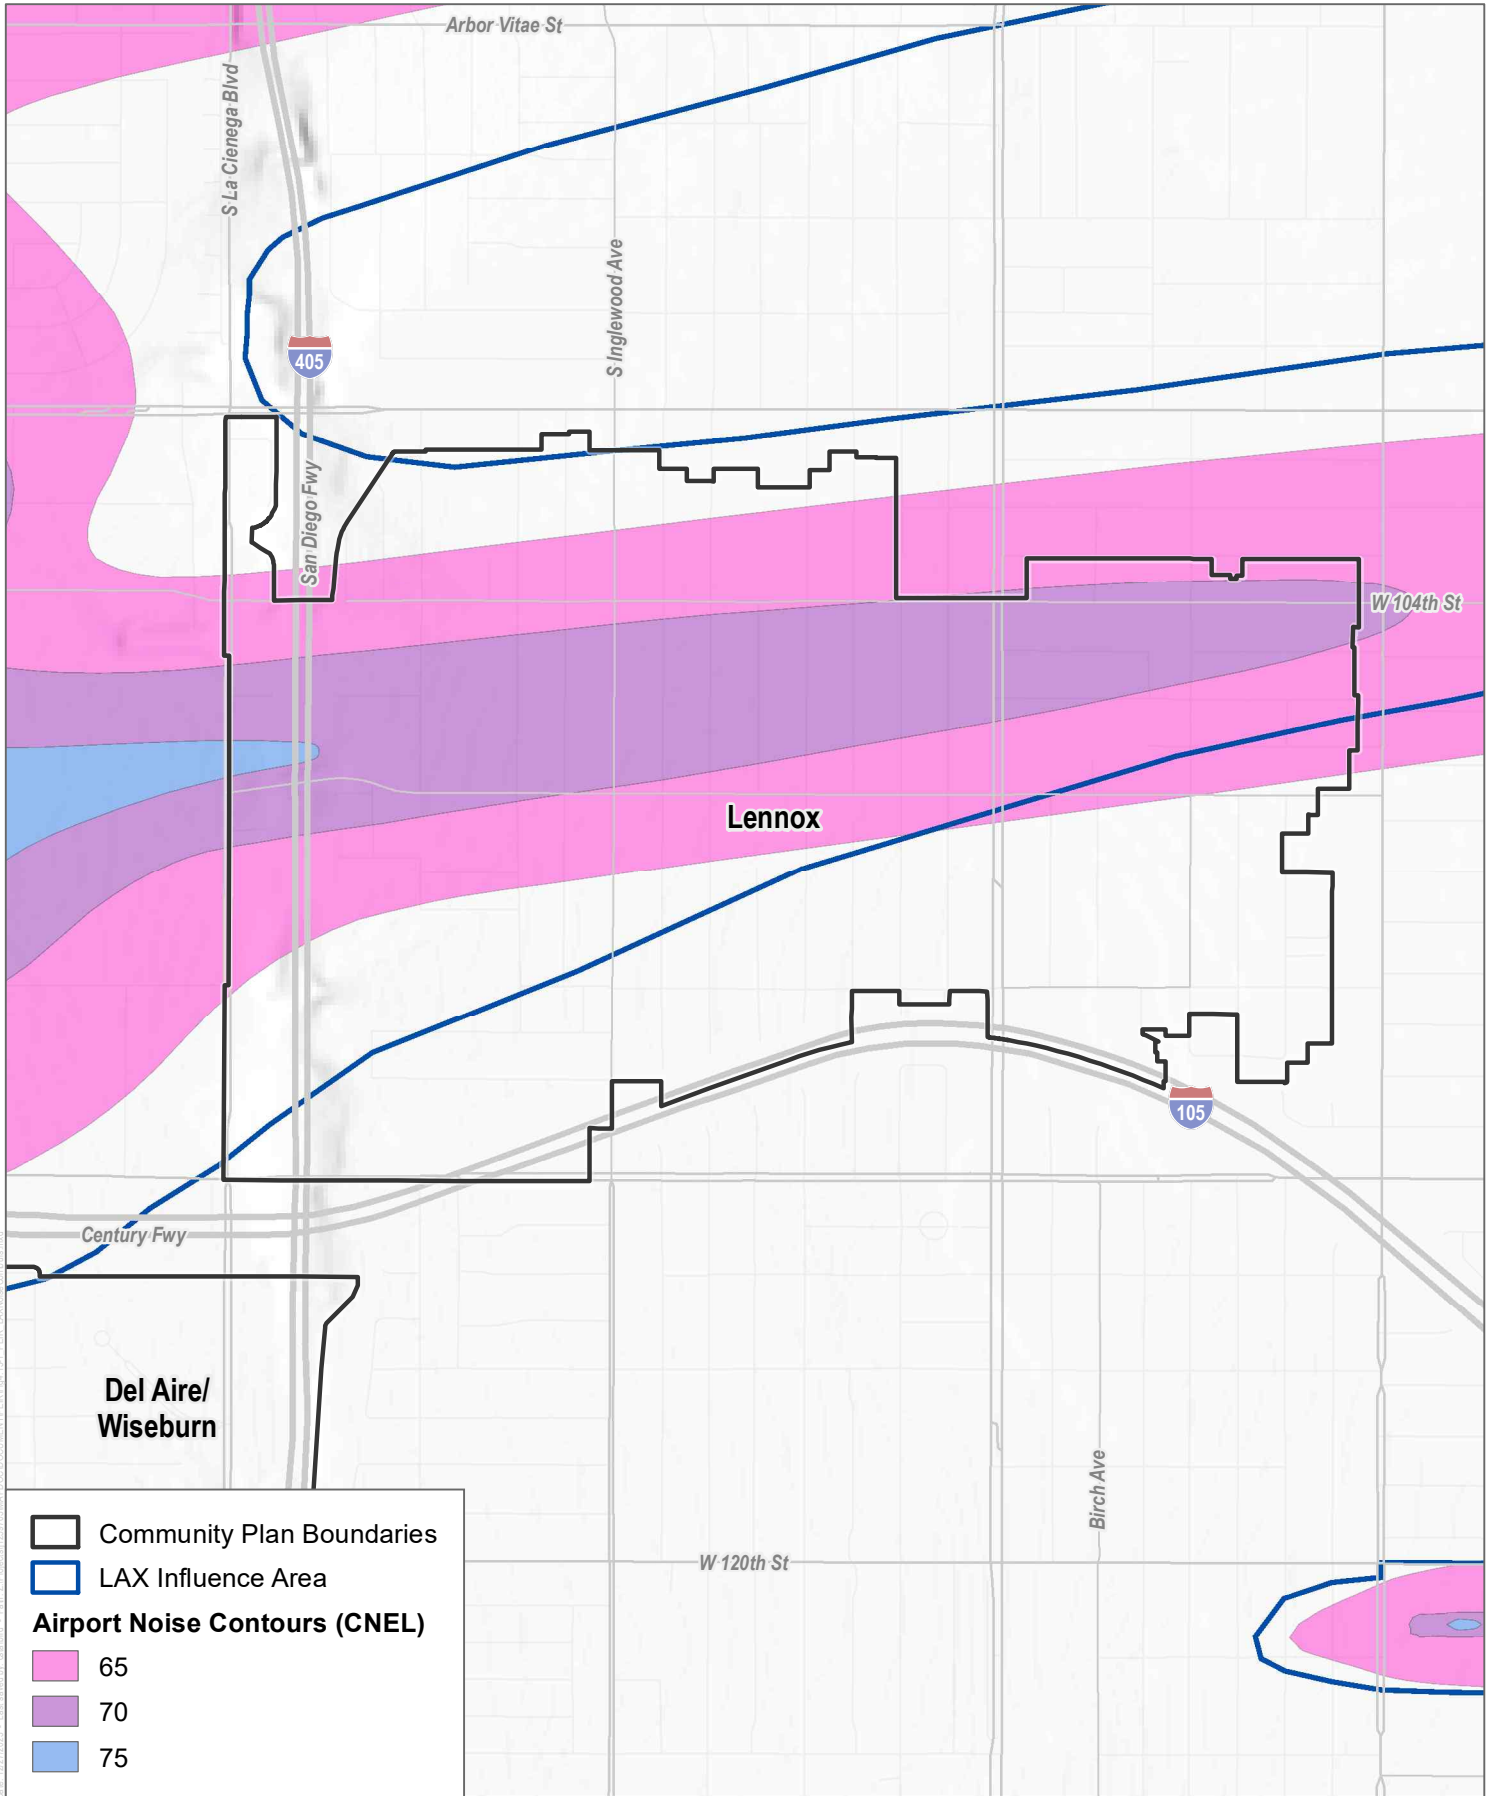 Arbor Vitae St
S La Cienega Blvd
S Inglewood Ave
405
San Diego Fwy
W 104th St
Lennox
105
Century Fwy
Del Aire/
Wiseburn
Birch Ave
W 120th St
Community Plan Boundaries
LAX Influence Area
Airport Noise Contours (CNEL)
65
70
75